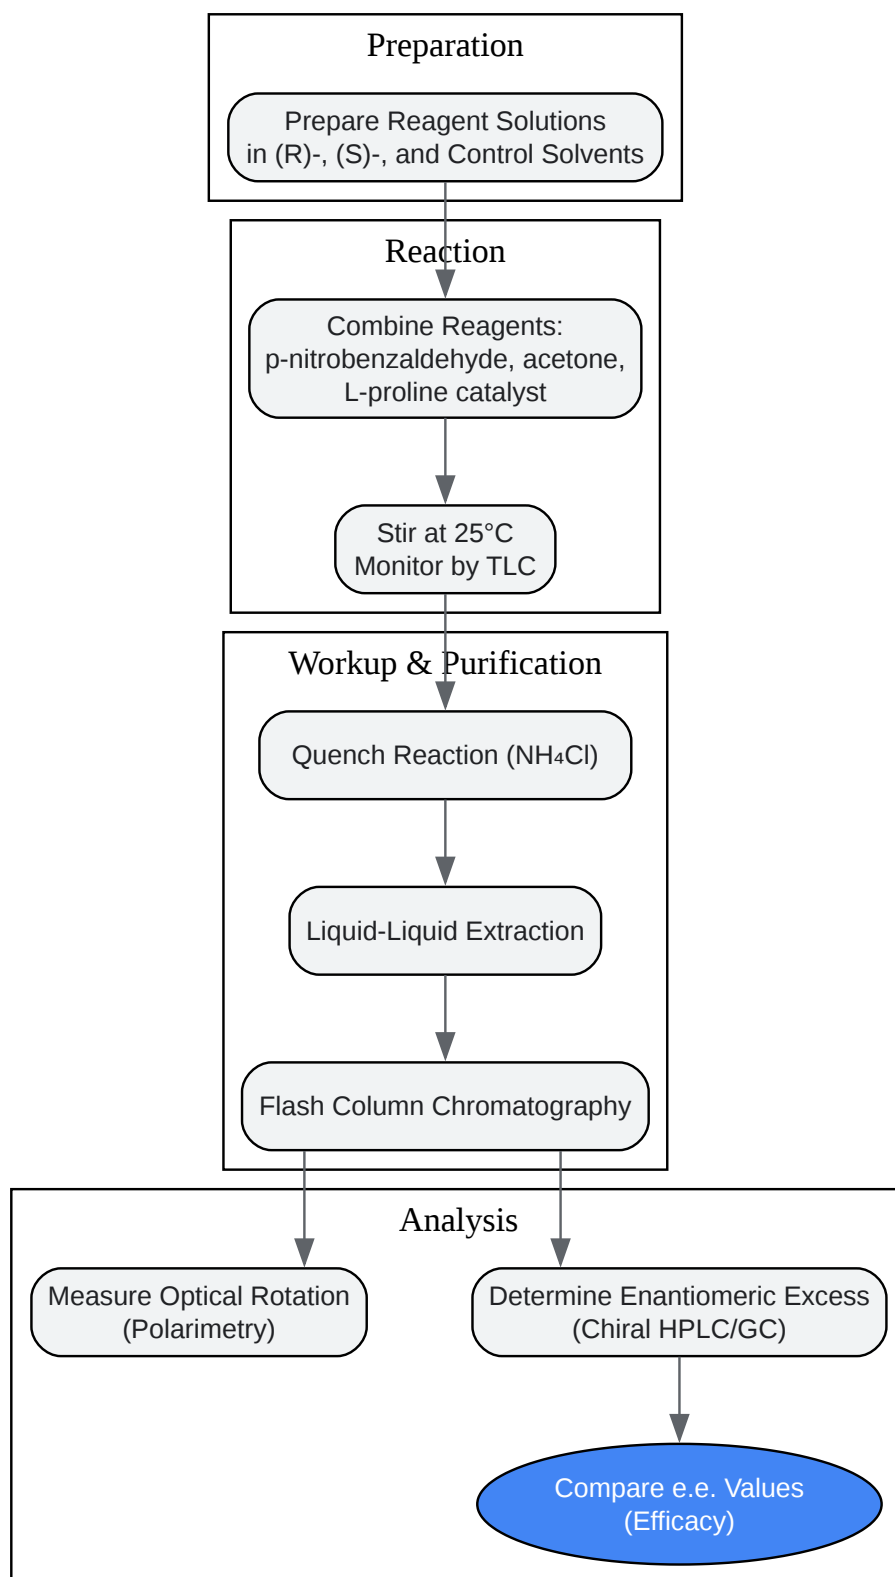 Preparation
Prepare Reagent Solutions
in (R)-, (S)-, and Control Solvents
Reaction
Combine Reagents:
p-nitrobenzaldehyde, acetone,
L-proline catalyst
Stir at 25°C
Monitor by TLC
Workup & Purification
Quench Reaction (NH₄Cl)
Liquid-Liquid Extraction
Flash Column Chromatography
Analysis
Measure Optical Rotation
(Polarimetry)
Determine Enantiomeric Excess
(Chiral HPLC/GC)
Compare e.e. Values
(Efficacy)